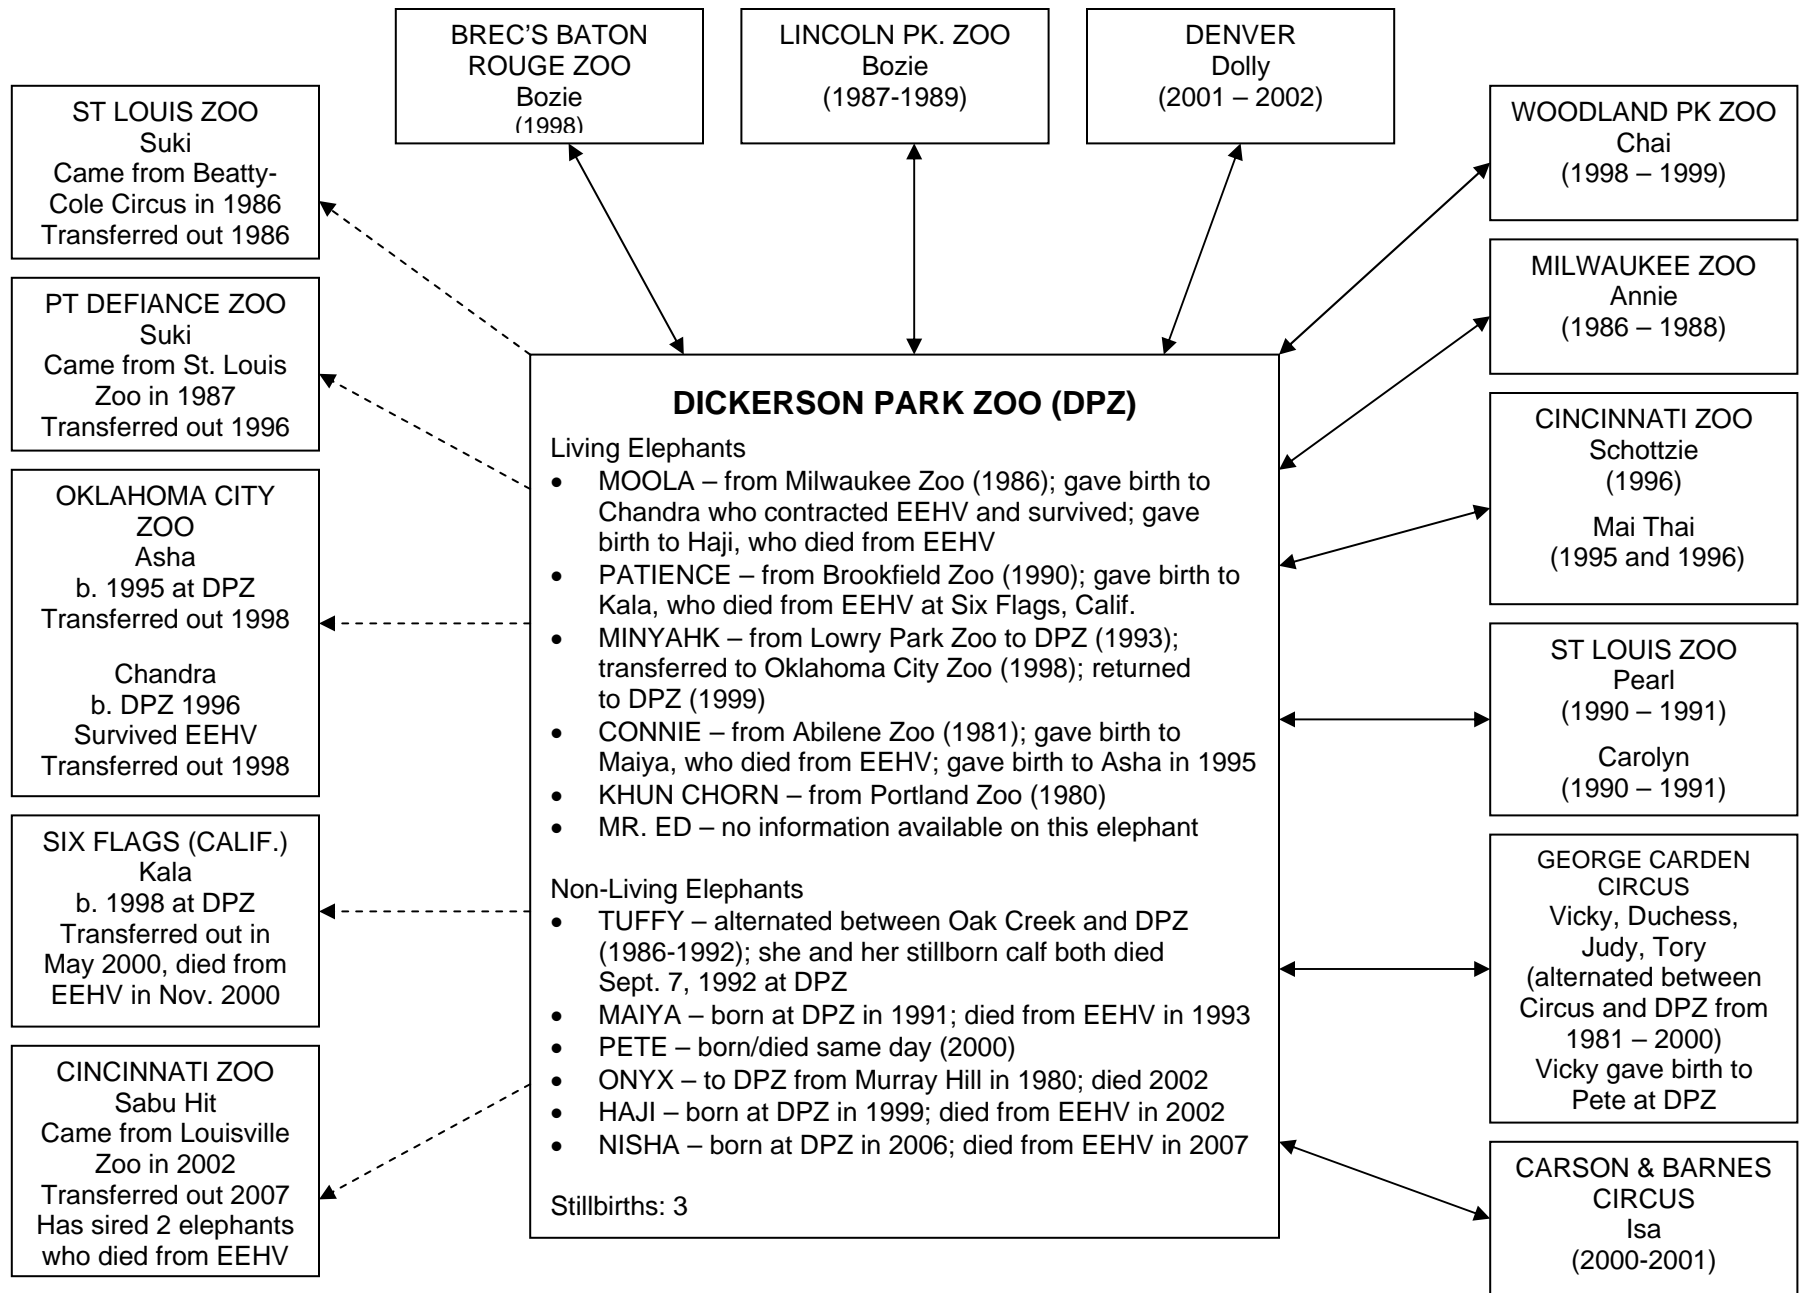 BREC'S BATON
ROUGE ZOO
Bozie
(1998)
LINCOLN PK. ZOO
Bozie
(1987-1989)
DENVER
Dolly
(2001 – 2002)
ST LOUIS ZOO
Suki
Came from Beatty-
Cole Circus in 1986
Transferred out 1986
PT DEFIANCE ZOO
Suki
Came from St. Louis
Zoo in 1987
Transferred out 1996
OKLAHOMA CITY
ZOO
Asha
b. 1995 at DPZ
Transferred out 1998
Chandra
b. DPZ 1996
Survived EEHV
Transferred out 1998
SIX FLAGS (CALIF.)
Kala
b. 1998 at DPZ
Transferred out in
May 2000, died from
EEHV in Nov. 2000
CINCINNATI ZOO
Sabu Hit
Came from Louisville
Zoo in 2002
Transferred out 2007
Has sired 2 elephants
who died from EEHV
DICKERSON PARK ZOO (DPZ)
Living Elephants
• MOOLA – from Milwaukee Zoo (1986); gave birth to
Chandra who contracted EEHV and survived; gave
birth to Haji, who died from EEHV
• PATIENCE – from Brookfield Zoo (1990); gave birth to
Kala, who died from EEHV at Six Flags, Calif.
• MINYAHK – from Lowry Park Zoo to DPZ (1993);
transferred to Oklahoma City Zoo (1998); returned
to DPZ (1999)
• CONNIE – from Abilene Zoo (1981); gave birth to
Maiya, who died from EEHV; gave birth to Asha in 1995
• KHUN CHORN – from Portland Zoo (1980)
• MR. ED – no information available on this elephant
Non-Living Elephants
• TUFFY – alternated between Oak Creek and DPZ
(1986-1992); she and her stillborn calf both died
Sept. 7, 1992 at DPZ
• MAIYA – born at DPZ in 1991; died from EEHV in 1993
• PETE – born/died same day (2000)
• ONYX – to DPZ from Murray Hill in 1980; died 2002
• HAJI – born at DPZ in 1999; died from EEHV in 2002
• NISHA – born at DPZ in 2006; died from EEHV in 2007
Stillbirths: 3
WOODLAND PK ZOO
Chai
(1998 – 1999)
MILWAUKEE ZOO
Annie
(1986 – 1988)
CINCINNATI ZOO
Schottzie
(1996)
Mai Thai
(1995 and 1996)
ST LOUIS ZOO
Pearl
(1990 – 1991)
Carolyn
(1990 – 1991)
GEORGE CARDEN
CIRCUS
Vicky, Duchess,
Judy, Tory
(alternated between
Circus and DPZ from
1981 – 2000)
Vicky gave birth to
Pete at DPZ
CARSON & BARNES
CIRCUS
Isa
(2000-2001)